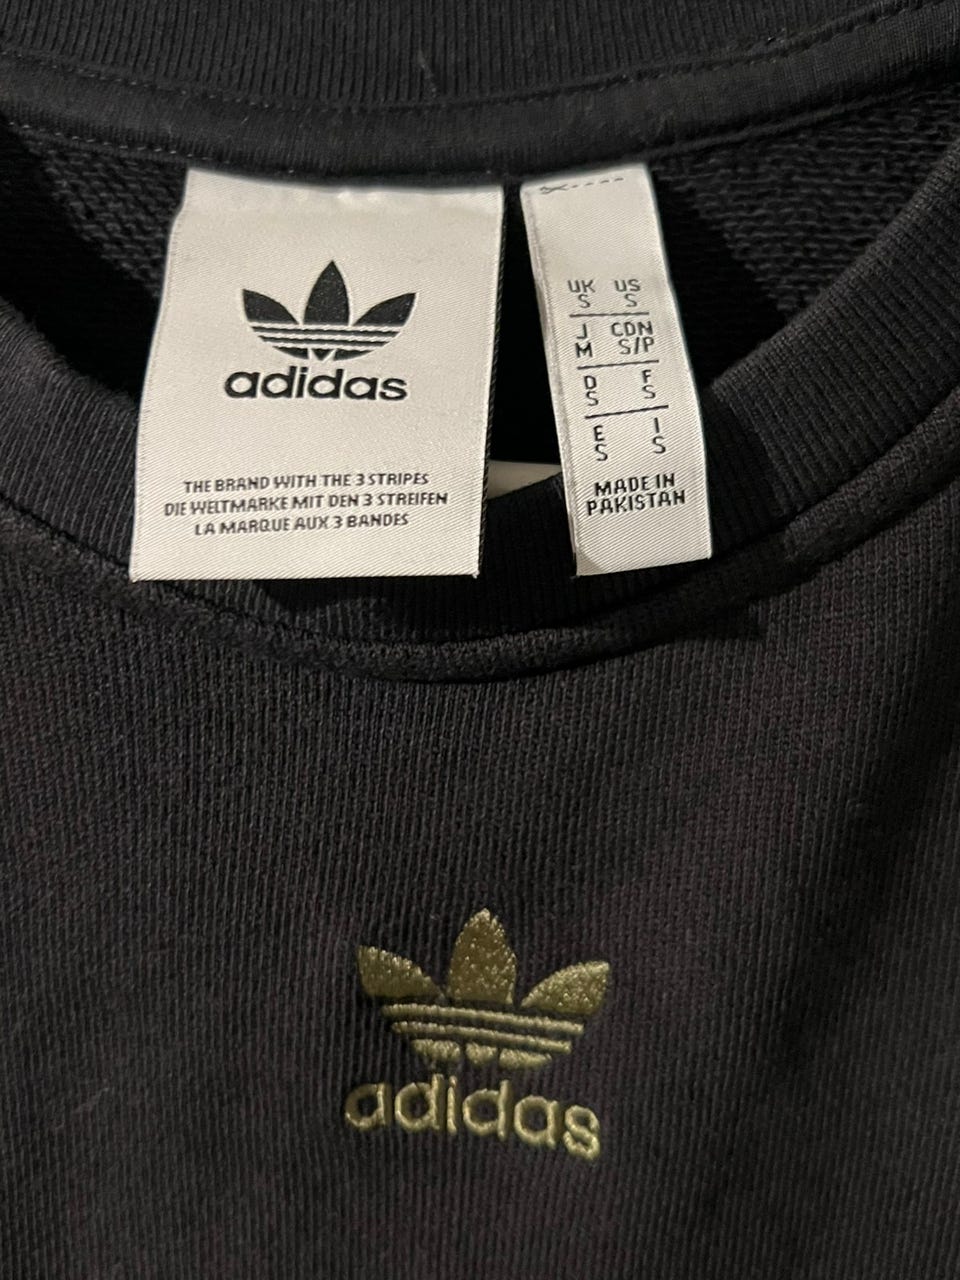 adidas
THE BRAND WITH THE 3 STRIPES
DIE WELTMARKE MIT DEN 3 STREIFEN
LA MARQUE AUX 3 BANDES
UK US
S S
J CDN
M S/P
D F
S S
E I
S S
MADE IN
PAKISTAN
adidas